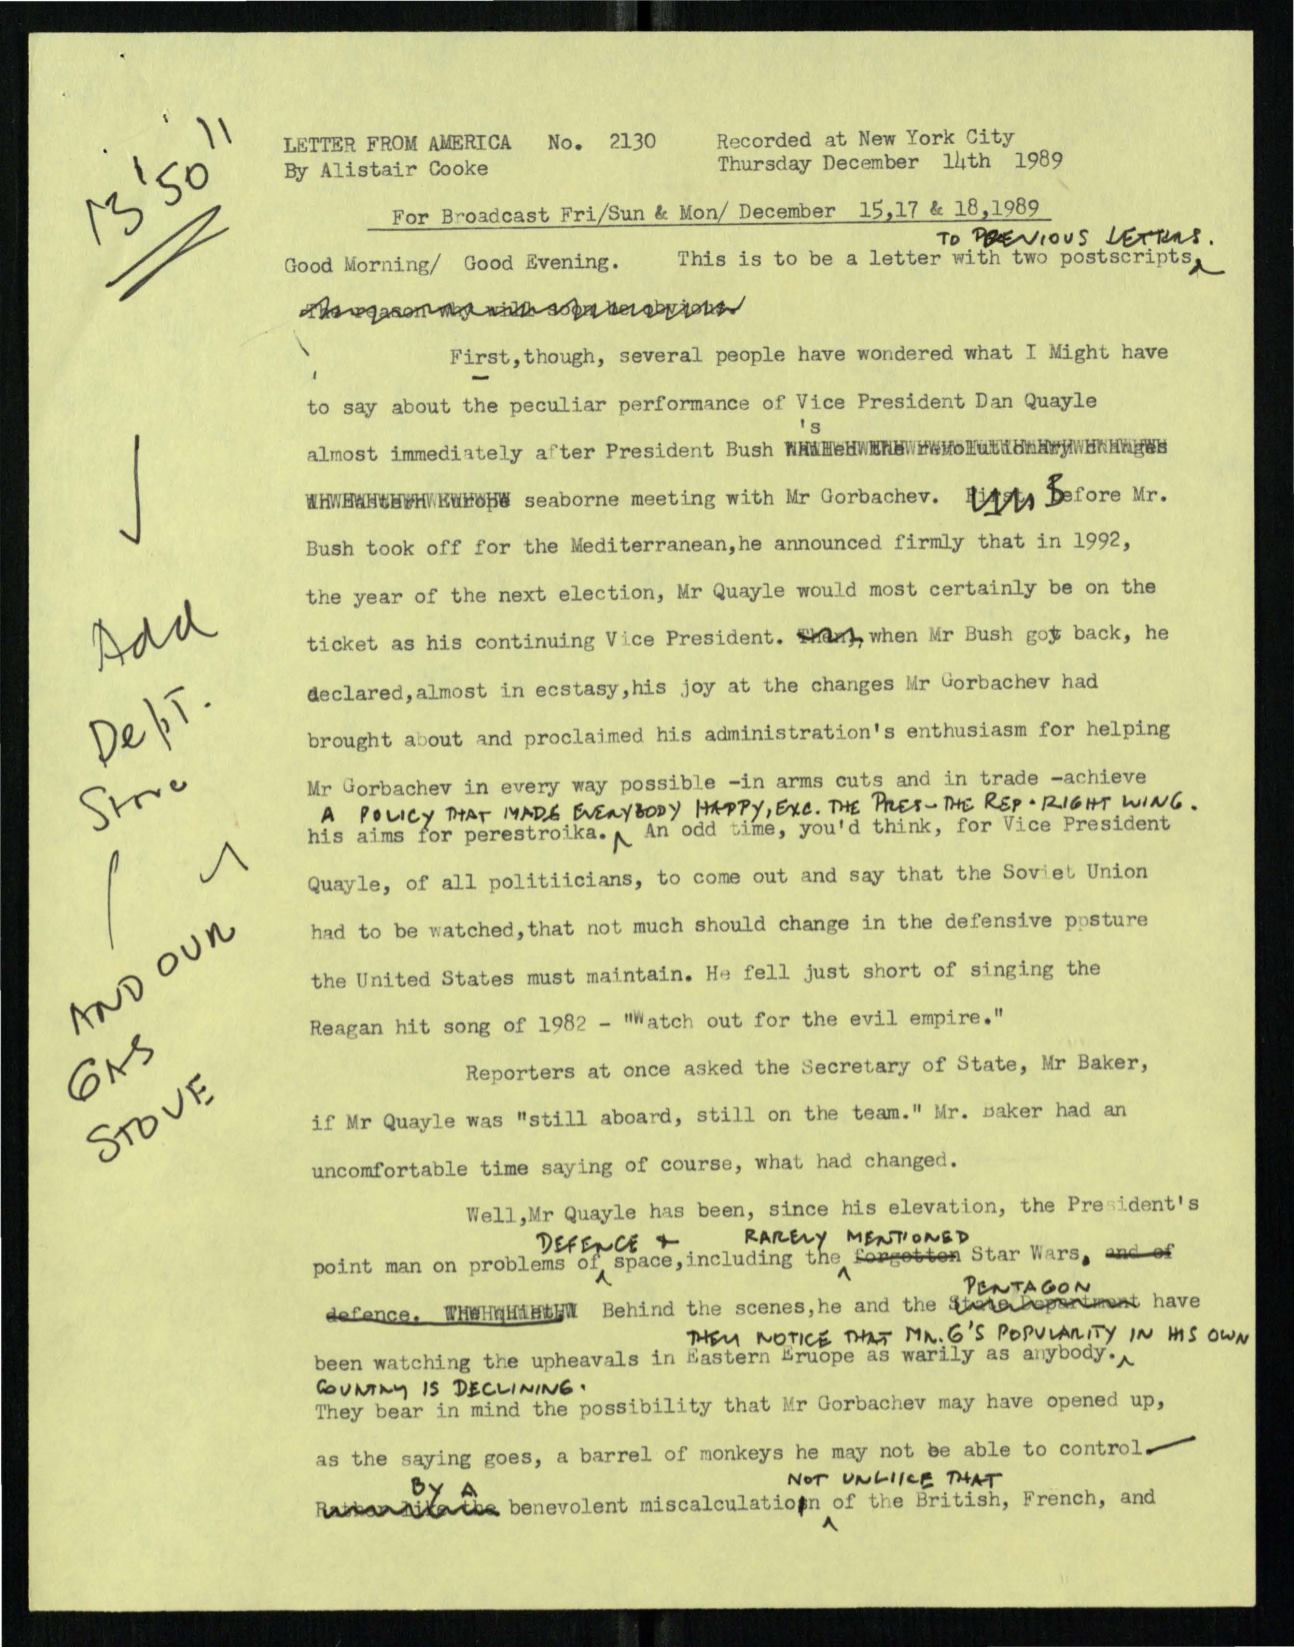 13'50"
LETTER FROM AMERICA No. 2130 Recorded at New York City
By Alistair Cooke Thursday December 14th 1989
For Broadcast Fri/Sun & Mon/ December 15,17 & 18,1989
TO PREVIOUS LETTERS.
Good Morning/ Good Evening. This is to be a letter with two postscripts
The reason why will soon be obvious.
First,though, several people have wondered what I Might have
to say about the peculiar performance of Vice President Dan Quayle
's
almost immediately after President Bush
seaborne meeting with Mr Gorbachev. First, Before Mr.
Bush took off for the Mediterranean,he announced firmly that in 1992,
the year of the next election, Mr Quayle would most certainly be on the
ticket as his continuing Vice President. Then, when Mr Bush got back, he
declared,almost in ecstasy,his joy at the changes Mr Gorbachev had
brought about and proclaimed his administration's enthusiasm for helping
Mr Gorbachev in every way possible -in arms cuts and in trade -achieve
A POLICY THAT MADE EVERYBODY HAPPY, EXC. THE PRES- THE REP. RIGHT WING.
his aims for perestroika. An odd time, you'd think, for Vice President
Quayle, of all politiicians, to come out and say that the Soviet Union
had to be watched,that not much should change in the defensive posture
the United States must maintain. He fell just short of singing the
Reagan hit song of 1982 - "Watch out for the evil empire."
Reporters at once asked the Secretary of State, Mr Baker,
if Mr Quayle was "still aboard, still on the team." Mr. Baker had an
uncomfortable time saying of course, what had changed.
Well,Mr Quayle has been, since his elevation, the President's
DEFENCE & RARELY MENTIONED
point man on problems of space,including the forgotten Star Wars. and of
PENTAGON
defence. Behind the scenes,he and the State Department have
THEY NOTICE THAT MR. G'S POPULARITY IN HIS OWN
been watching the upheavals in Eastern Eruope as warily as anybody.
COUNTRY IS DECLINING.
They bear in mind the possibility that Mr Gorbachev may have opened up,
as the saying goes, a barrel of monkeys he may not be able to control
BY A NOT UNLIKE THAT
Rather like the benevolent miscalculation of the British, French, and
Add
Dept.
Store
AND OUR
GAS
STOVE